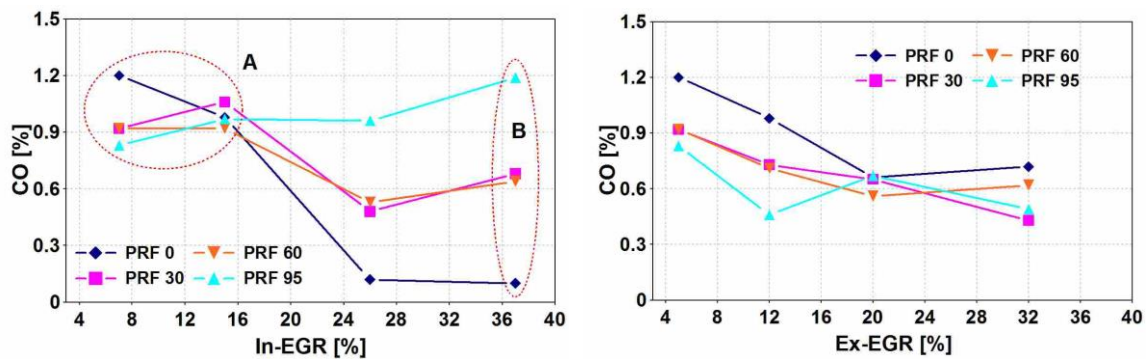 1.5
1.2
0.9
0.6
0.3
0
CO [%]
A
B
PRF 0
PRF 60
PRF 30
PRF 95
4 8 12 16 20 24 28 32 36 40
In-EGR [%]
1.5
1.2
0.9
0.6
0.3
0
CO [%]
PRF 0
PRF 60
PRF 30
PRF 95
4 8 12 16 20 24 28 32 36 40
Ex-EGR [%]